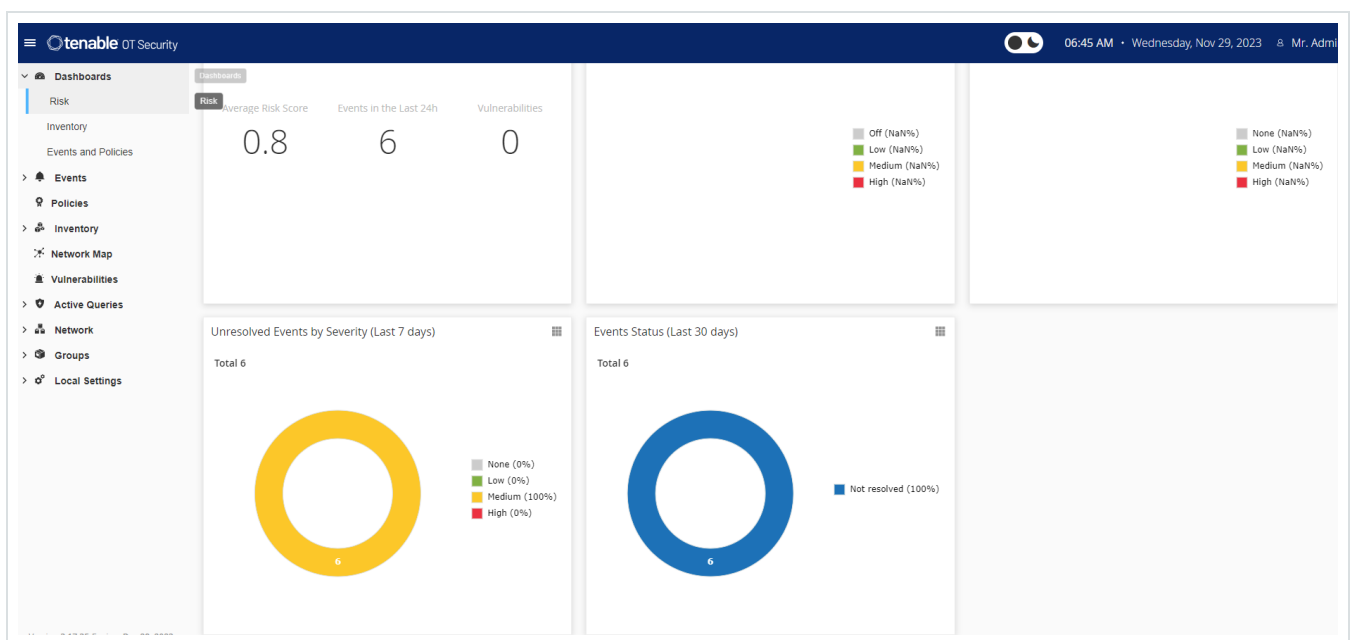 tenable OT Security
06:45 AM • Wednesday, Nov 29, 2023 Mr. Admi
Dashboards
Risk
Inventory
Events and Policies
Events
Policies
Inventory
Network Map
Vulnerabilities
Active Queries
Network
Groups
Local Settings
Dashboards
Risk
Average Risk Score
0.8
Events in the Last 24h
6
Vulnerabilities
0
Off (NaN%)
Low (NaN%)
Medium (NaN%)
High (NaN%)
None (NaN%)
Low (NaN%)
Medium (NaN%)
High (NaN%)
Unresolved Events by Severity (Last 7 days)
Total 6
6
None (0%)
Low (0%)
Medium (100%)
High (0%)
Events Status (Last 30 days)
Total 6
6
Not resolved (100%)